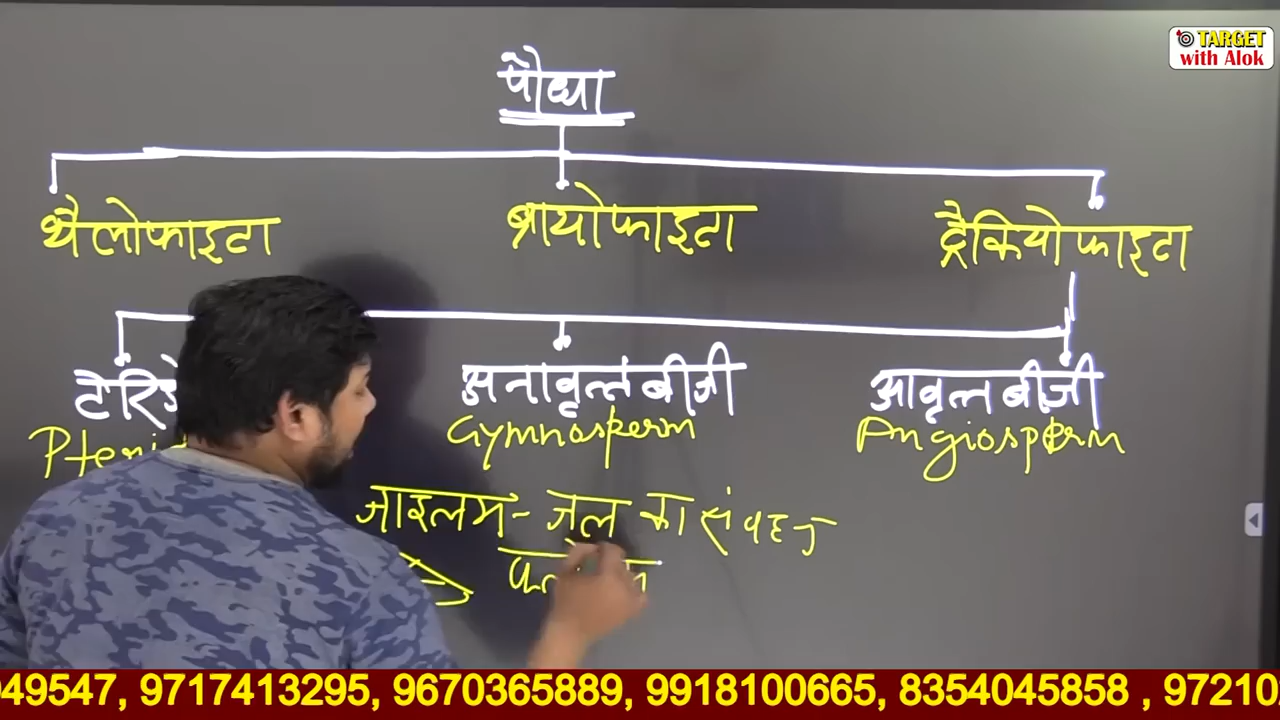 TARGET
with Alok
पौधा
थैलोफाइटा ब्रायोफाइटा ट्रैकियोफाइटा
अनावृत्तबीजी आवृत्तबीजी
Gymnosperm Angiosperm
जाइलम - जल का संवहन
049547, 9717413295, 9670365889, 9918100665, 8354045858 , 97210